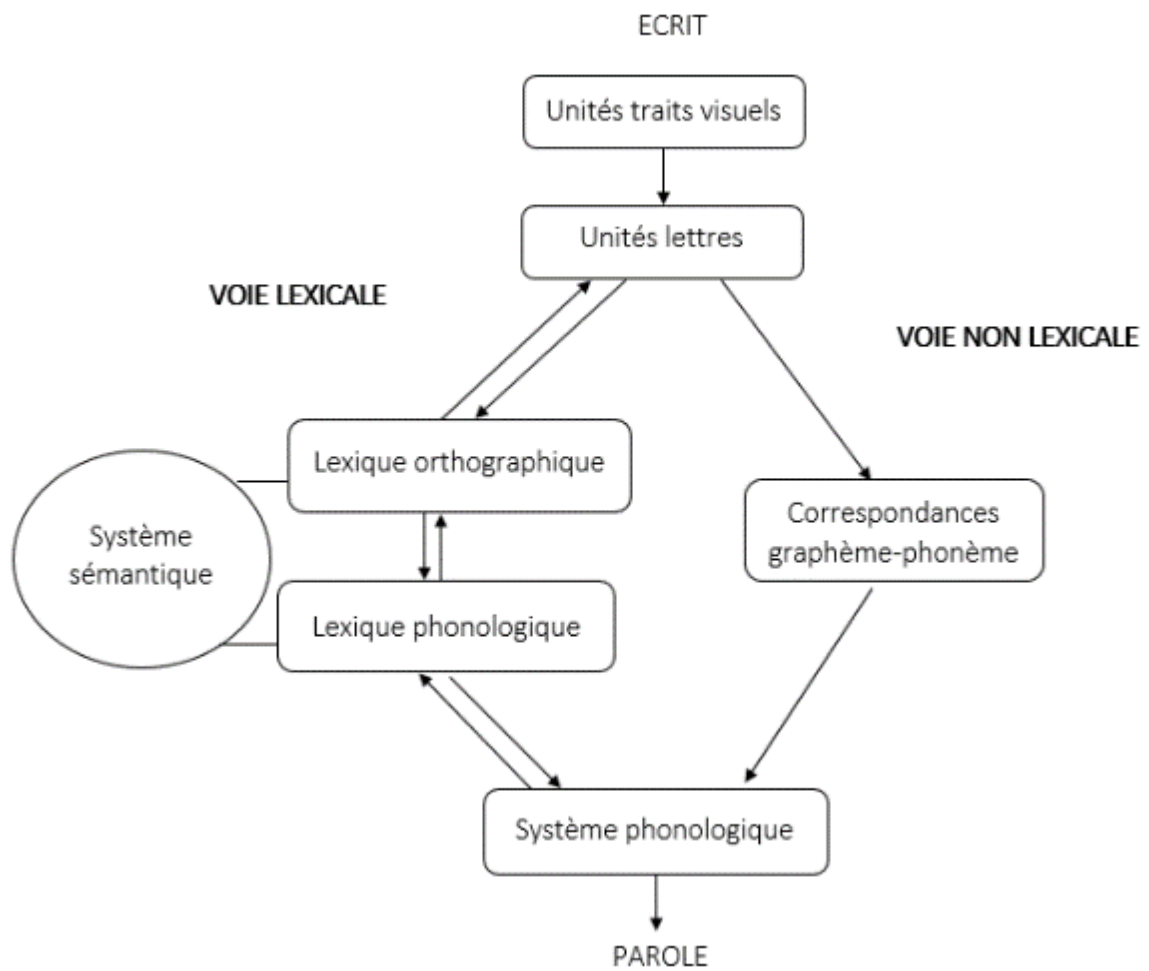 ECRIT
Unités traits visuels
Unités lettres
VOIE LEXICALE
VOIE NON LEXICALE
Lexique orthographique
Système
sémantique
Correspondances
graphème-phonème
Lexique phonologique
Système phonologique
PAROLE